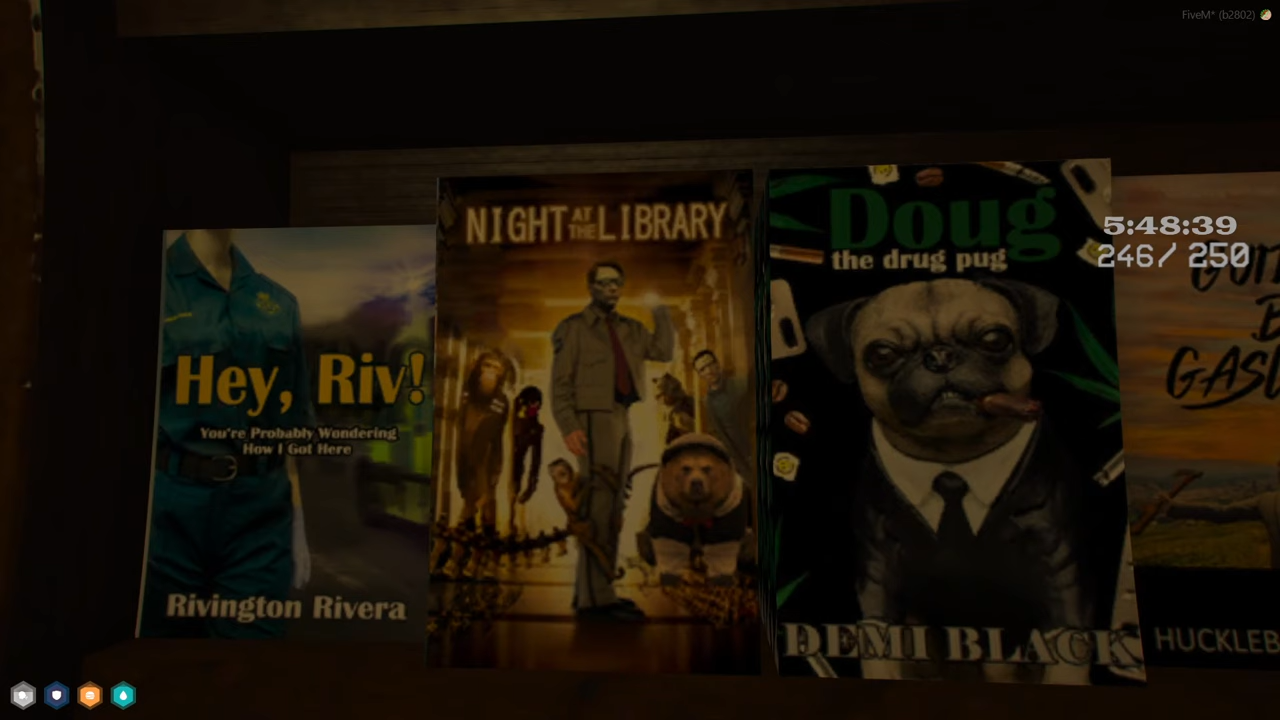 FiveM* (b2802)
5:48:39
246/ 250
Hey, Riv!
You're Probably Wondering
How I Got Here
Rivington Rivera
NIGHT AT THE LIBRARY
Doug
the drug pug
DEMI BLACK
HUCKLEB